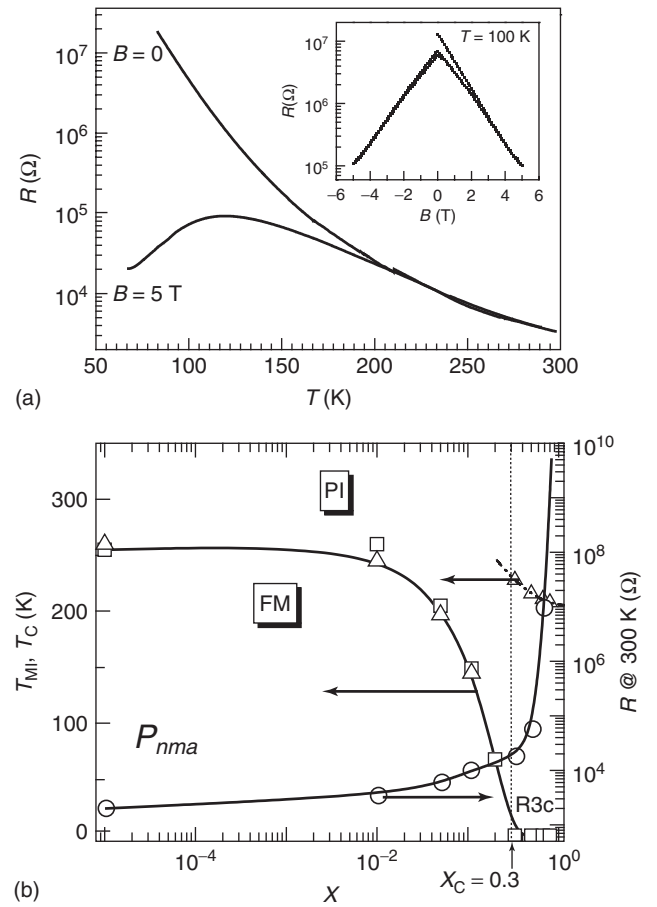 10⁷
10⁶
10⁵
10⁴
R (Ω)
B = 0
B = 5 T
50 100 150 200 250 300
T (K)
(a)
T = 100 K
10⁷
10⁶
10⁵
R(Ω)
−6 −4 −2 0 2 4 6
B (T)
300
200
100
0
T_MI, T_C (K)
PI
FM
P_nma
R3c
10¹⁰
10⁸
10⁶
10⁴
R @ 300 K (Ω)
10⁻⁴ 10⁻² 10⁰
X
X_C = 0.3
(b)